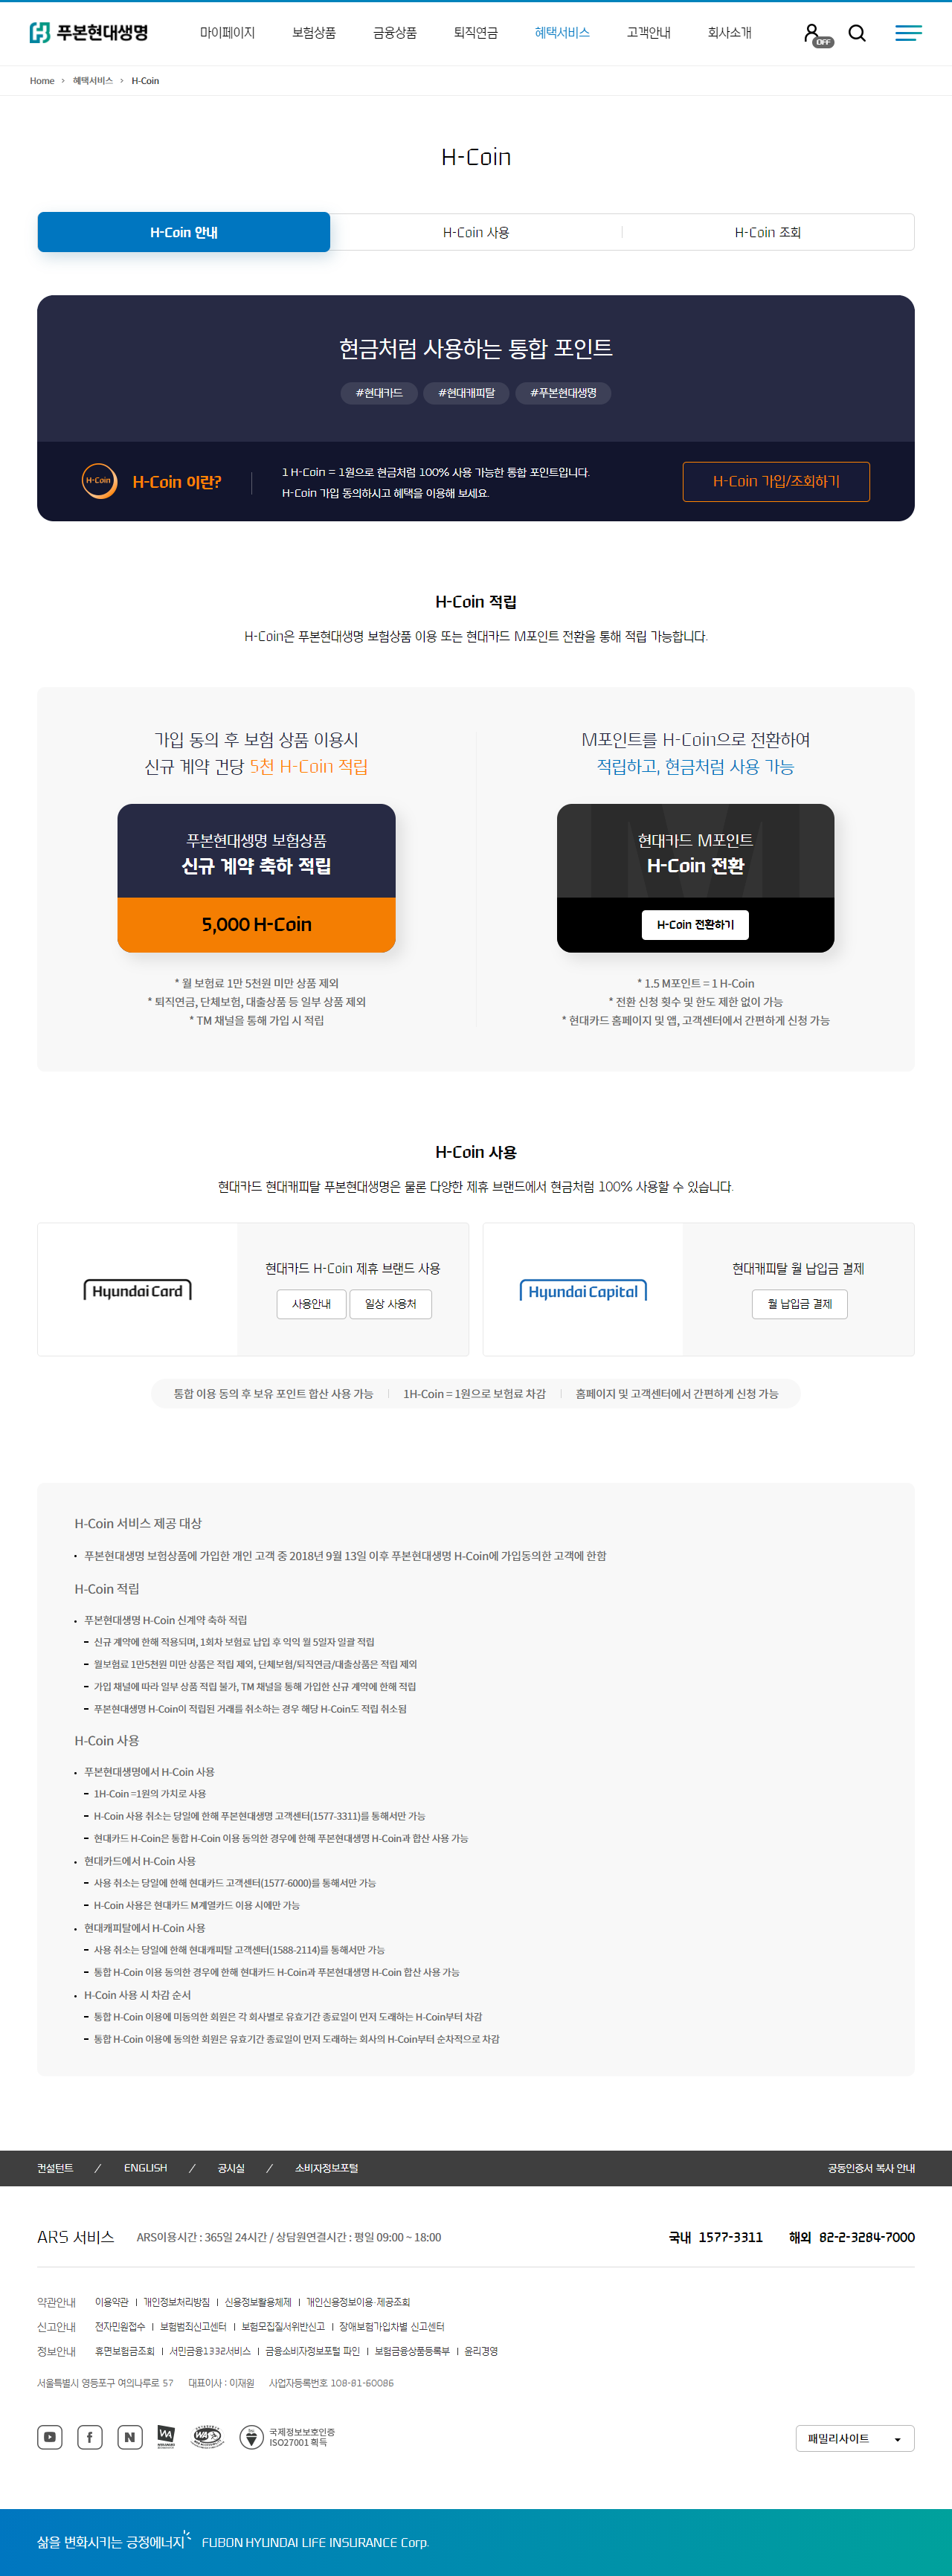 푸본현대생명
마이페이지 보험상품 금융상품 퇴직연금 혜택서비스 고객안내 회사소개
OFF
Home > 혜택서비스 > H-Coin
H-Coin
H-Coin 안내
H-Coin 사용
H-Coin 조회
현금처럼 사용하는 통합 포인트
#현대카드 #현대캐피탈 #푸본현대생명
H-Coin
H-Coin 이란?
1 H-Coin = 1원으로 현금처럼 100% 사용 가능한 통합 포인트입니다.
H-Coin 가입 동의하시고 혜택을 이용해 보세요.
H-Coin 가입/조회하기
H-Coin 적립
H-Coin은 푸본현대생명 보험상품 이용 또는 현대카드 M포인트 전환을 통해 적립 가능합니다.
가입 동의 후 보험 상품 이용시
신규 계약 건당 5천 H-Coin 적립
푸본현대생명 보험상품
신규 계약 축하 적립
5,000 H-Coin
* 월 보험료 1만 5천원 미만 상품 제외
* 퇴직연금, 단체보험, 대출상품 등 일부 상품 제외
* TM 채널을 통해 가입 시 적립
M포인트를 H-Coin으로 전환하여
적립하고, 현금처럼 사용 가능
현대카드 M포인트
H-Coin 전환
H-Coin 전환하기
* 1.5 M포인트 = 1 H-Coin
* 전환 신청 횟수 및 한도 제한 없이 가능
* 현대카드 홈페이지 및 앱, 고객센터에서 간편하게 신청 가능
H-Coin 사용
현대카드 현대캐피탈 푸본현대생명은 물론 다양한 제휴 브랜드에서 현금처럼 100% 사용할 수 있습니다.
Hyundai Card
현대카드 H-Coin 제휴 브랜드 사용
사용안내 일상 사용처
Hyundai Capital
현대캐피탈 월 납입금 결제
월 납입금 결제
통합 이용 동의 후 보유 포인트 합산 사용 가능 | 1H-Coin = 1원으로 보험료 차감 | 홈페이지 및 고객센터에서 간편하게 신청 가능
H-Coin 서비스 제공 대상
• 푸본현대생명 보험상품에 가입한 개인 고객 중 2018년 9월 13일 이후 푸본현대생명 H-Coin에 가입동의한 고객에 한함
H-Coin 적립
• 푸본현대생명 H-Coin 신계약 축하 적립
- 신규 계약에 한해 적용되며, 1회차 보험료 납입 후 익익 월 5일자 일괄 적립
- 월보험료 1만5천원 미만 상품은 적립 제외, 단체보험/퇴직연금/대출상품은 적립 제외
- 가입 채널에 따라 일부 상품 적립 불가, TM 채널을 통해 가입한 신규 계약에 한해 적립
- 푸본현대생명 H-Coin이 적립된 거래를 취소하는 경우 해당 H-Coin도 적립 취소됨
H-Coin 사용
• 푸본현대생명에서 H-Coin 사용
- 1H-Coin =1원의 가치로 사용
- H-Coin 사용 취소는 당일에 한해 푸본현대생명 고객센터(1577-3311)를 통해서만 가능
- 현대카드 H-Coin은 통합 H-Coin 이용 동의한 경우에 한해 푸본현대생명 H-Coin과 합산 사용 가능
• 현대카드에서 H-Coin 사용
- 사용 취소는 당일에 한해 현대카드 고객센터(1577-6000)를 통해서만 가능
- H-Coin 사용은 현대카드 M계열카드 이용 시에만 가능
• 현대캐피탈에서 H-Coin 사용
- 사용 취소는 당일에 한해 현대캐피탈 고객센터(1588-2114)를 통해서만 가능
- 통합 H-Coin 이용 동의한 경우에 한해 현대카드 H-Coin과 푸본현대생명 H-Coin 합산 사용 가능
• H-Coin 사용 시 차감 순서
- 통합 H-Coin 이용에 미동의한 회원은 각 회사별로 유효기간 종료일이 먼저 도래하는 H-Coin부터 차감
- 통합 H-Coin 이용에 동의한 회원은 유효기간 종료일이 먼저 도래하는 회사의 H-Coin부터 순차적으로 차감
컨설턴트 / ENGLISH / 공시실 / 소비자정보포털
공동인증서 복사 안내
ARS 서비스 ARS이용시간 : 365일 24시간 / 상담원연결시간 : 평일 09:00 ~ 18:00
국내 1577-3311 해외 82-2-3284-7000
약관안내 이용약관 | 개인정보처리방침 | 신용정보활용체제 | 개인신용정보이용·제공조회
신고안내 전자민원접수 | 보험범죄신고센터 | 보험모집질서위반신고 | 장애보험가입차별 신고센터
정보안내 휴면보험금조회 | 서민금융1332서비스 | 금융소비자정보포털 파인 | 보험금융상품등록부 | 윤리경영
서울특별시 영등포구 여의나루로 57 대표이사 : 이재원 사업자등록번호 108-81-60086
국제정보보호인증
ISO27001 획득
패밀리사이트
삶을 변화시키는 긍정에너지 FUBON HYUNDAI LIFE INSURANCE Corp.